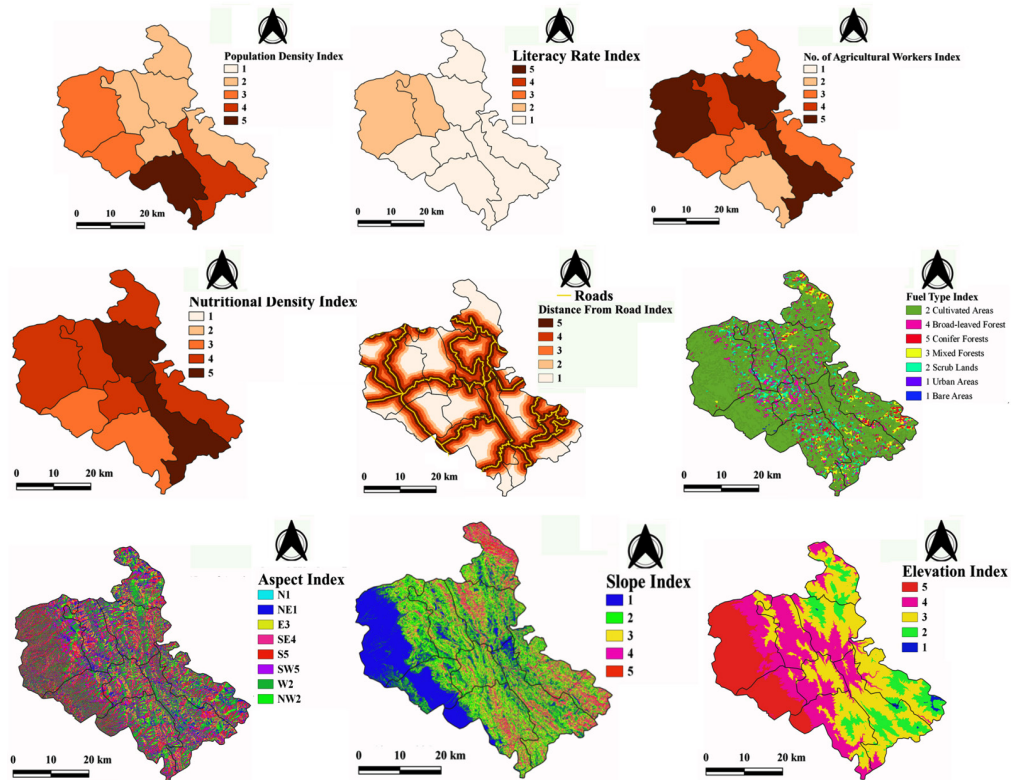 Population Density Index
1
2
3
4
5
0 10 20 km
Literacy Rate Index
5
4
3
2
1
0 10 20 km
No. of Agricultural Workers Index
1
2
3
4
5
0 10 20 km
Nutritional Density Index
1
2
3
4
5
0 10 20 km
Roads
Distance From Road Index
5
4
3
2
1
0 10 20 km
Fuel Type Index
2 Cultivated Areas
4 Broad-leaved Forest
5 Conifer Forests
3 Mixed Forests
2 Scrub Lands
1 Urban Areas
1 Bare Areas
0 10 20 km
Aspect Index
N1
NE1
E3
SE4
S5
SW5
W2
NW2
0 10 20 km
Slope Index
1
2
3
4
5
0 10 20 km
Elevation Index
5
4
3
2
1
0 10 20 km